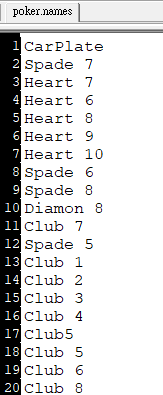 poker.names
1 CarPlate
2 Spade 7
3 Heart 7
4 Heart 6
5 Heart 8
6 Heart 9
7 Heart 10
8 Spade 6
9 Spade 8
10 Diamon 8
11 Club 7
12 Spade 5
13 Club 1
14 Club 2
15 Club 3
16 Club 4
17 Club5
18 Club 5
19 Club 6
20 Club 8